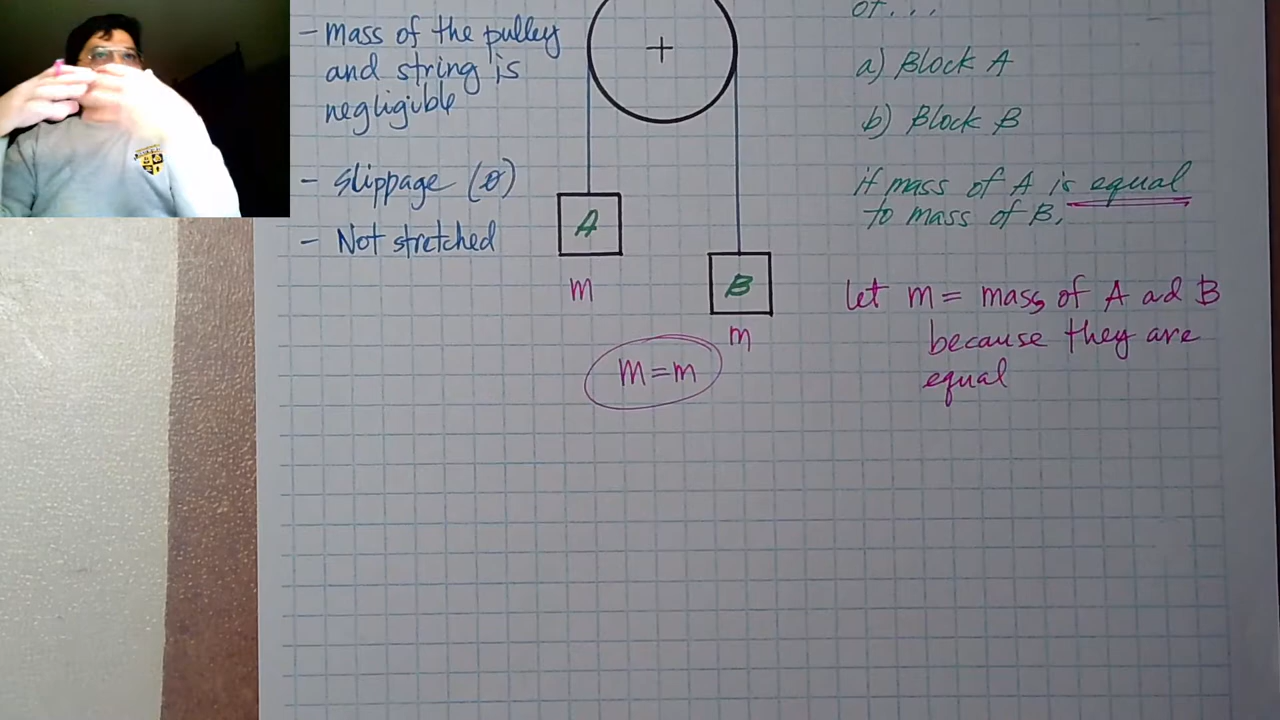 - Mass of the pulley
and string is
negligible
- Slippage (0)
- Not stretched
A
m
B
m
m = m
of...
a) Block A
b) Block B
if mass of A is equal
to mass of B.
let m = mass of A ad B
because they are
equal